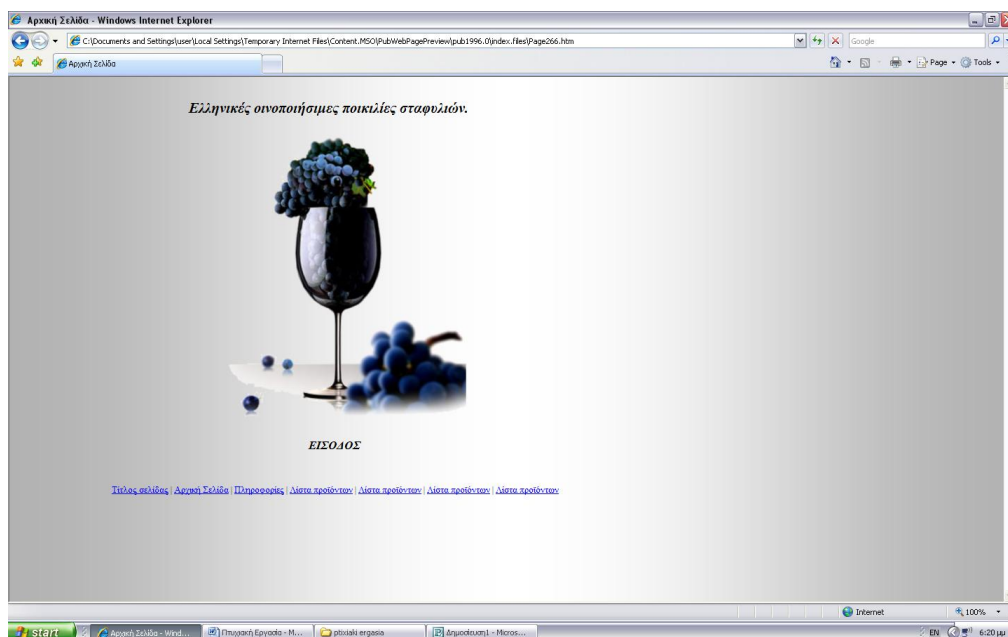 Αρχική Σελίδα - Windows Internet Explorer
C:\Documents and Settings\user\Local Settings\Temporary Internet Files\Content.MSO\PubWebPagePreview\pub1996.0\index.files\Page266.htm
Google
Αρχική Σελίδα
Page Tools
Ελληνικές οινοποιήσιμες ποικιλίες σταφυλιών.
ΕΙΣΟΔΟΣ
Τίτλος σελίδας | Αρχική Σελίδα | Πληροφορίες | Λίστα προϊόντων | Λίστα προϊόντων | Λίστα προϊόντων | Λίστα προϊόντων
Internet 100%
start Αρχική Σελίδα - Wind... Πτυχιακή Εργασία - M... ptixiaki ergasia Δημοσίευση1 - Micros... EN 6:20 μμ